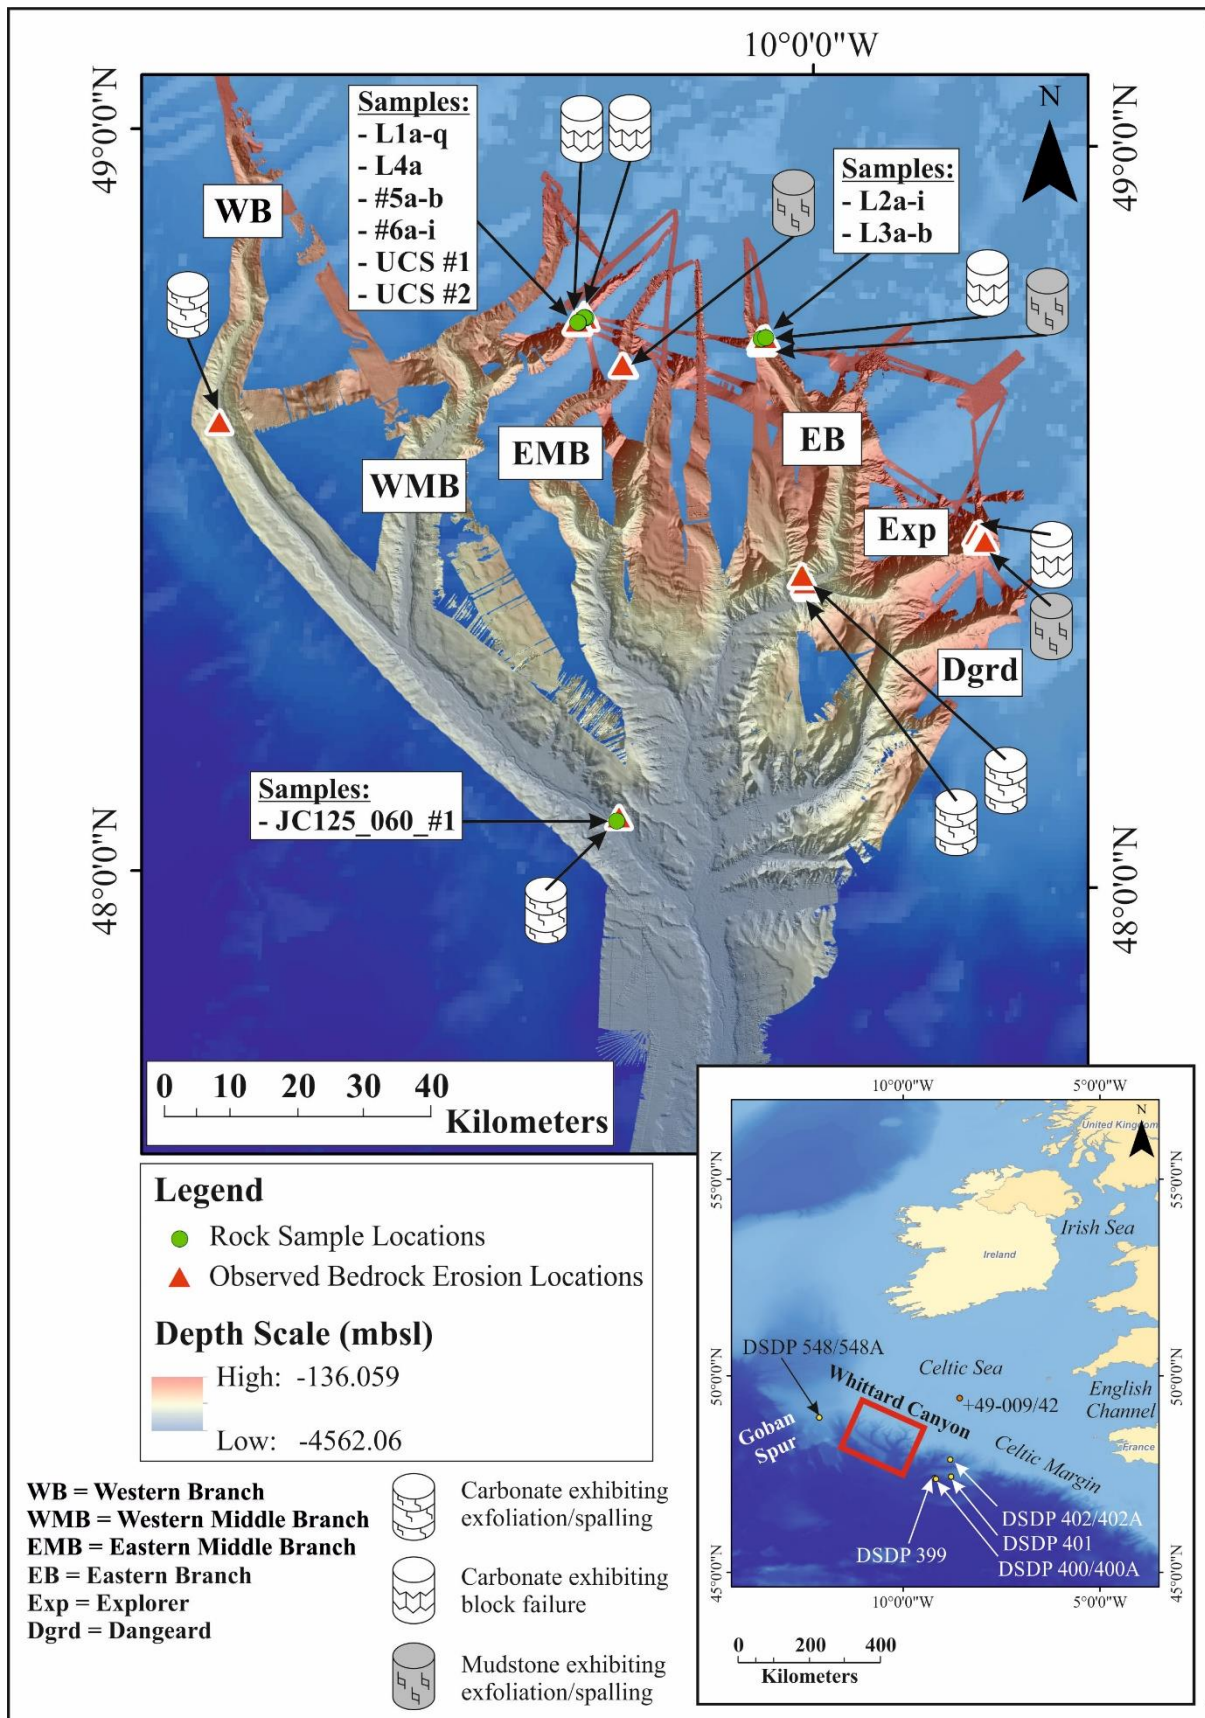 10°0'0"W
49°0'0"N
49°0'0"N
N
Samples:
- L1a-q
- L4a
- #5a-b
- #6a-i
- UCS #1
- UCS #2
Samples:
- L2a-i
- L3a-b
WB
WMB
EMB
EB
Exp
Dgrd
Samples:
- JC125_060_#1
48°0'0"N
48°0'0"N
0 10 20 30 40
Kilometers
Legend
Rock Sample Locations
Observed Bedrock Erosion Locations
Depth Scale (mbsl)
High: -136.059
Low: -4562.06
WB = Western Branch
WMB = Western Middle Branch
EMB = Eastern Middle Branch
EB = Eastern Branch
Exp = Explorer
Dgrd = Dangeard
Carbonate exhibiting
exfoliation/spalling
Carbonate exhibiting
block failure
Mudstone exhibiting
exfoliation/spalling
10°0'0"W
5°0'0"W
N
United Kingdom
55°0'0"N
55°0'0"N
Irish Sea
Ireland
DSDP 548/548A
Celtic Sea
50°0'0"N
50°0'0"N
+49-009/42
English
Channel
Whittard Canyon
Goban
Spur
Celtic Margin
France
DSDP 402/402A
DSDP 401
DSDP 399
DSDP 400/400A
45°0'0"N
45°0'0"N
10°0'0"W
5°0'0"W
0 200 400
Kilometers